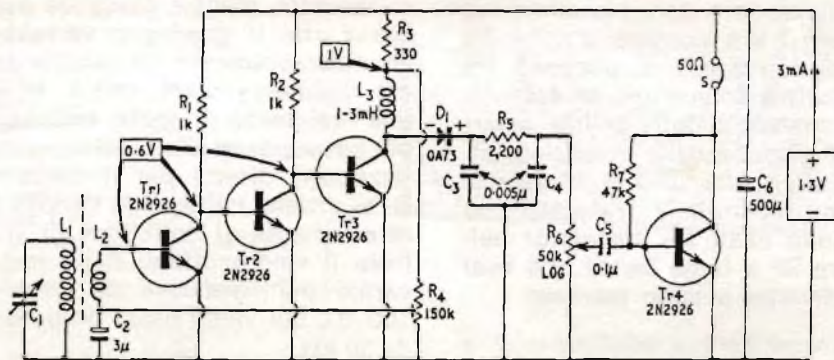 R1
1k
R2
1k
R3
330
1V
L3
1-3mH
D1
OA73
R5
2,200
C3
0·005μ
C4
50Ω
S
3mA
1·3V
C6
500μ
R7
47k
0·6V
Tr1
2N2926
Tr2
2N2926
Tr3
2N2926
R6
50k
LOG
C5
0·1μ
Tr4
2N2926
L1
L2
C1
C2
3μ
R4
150k